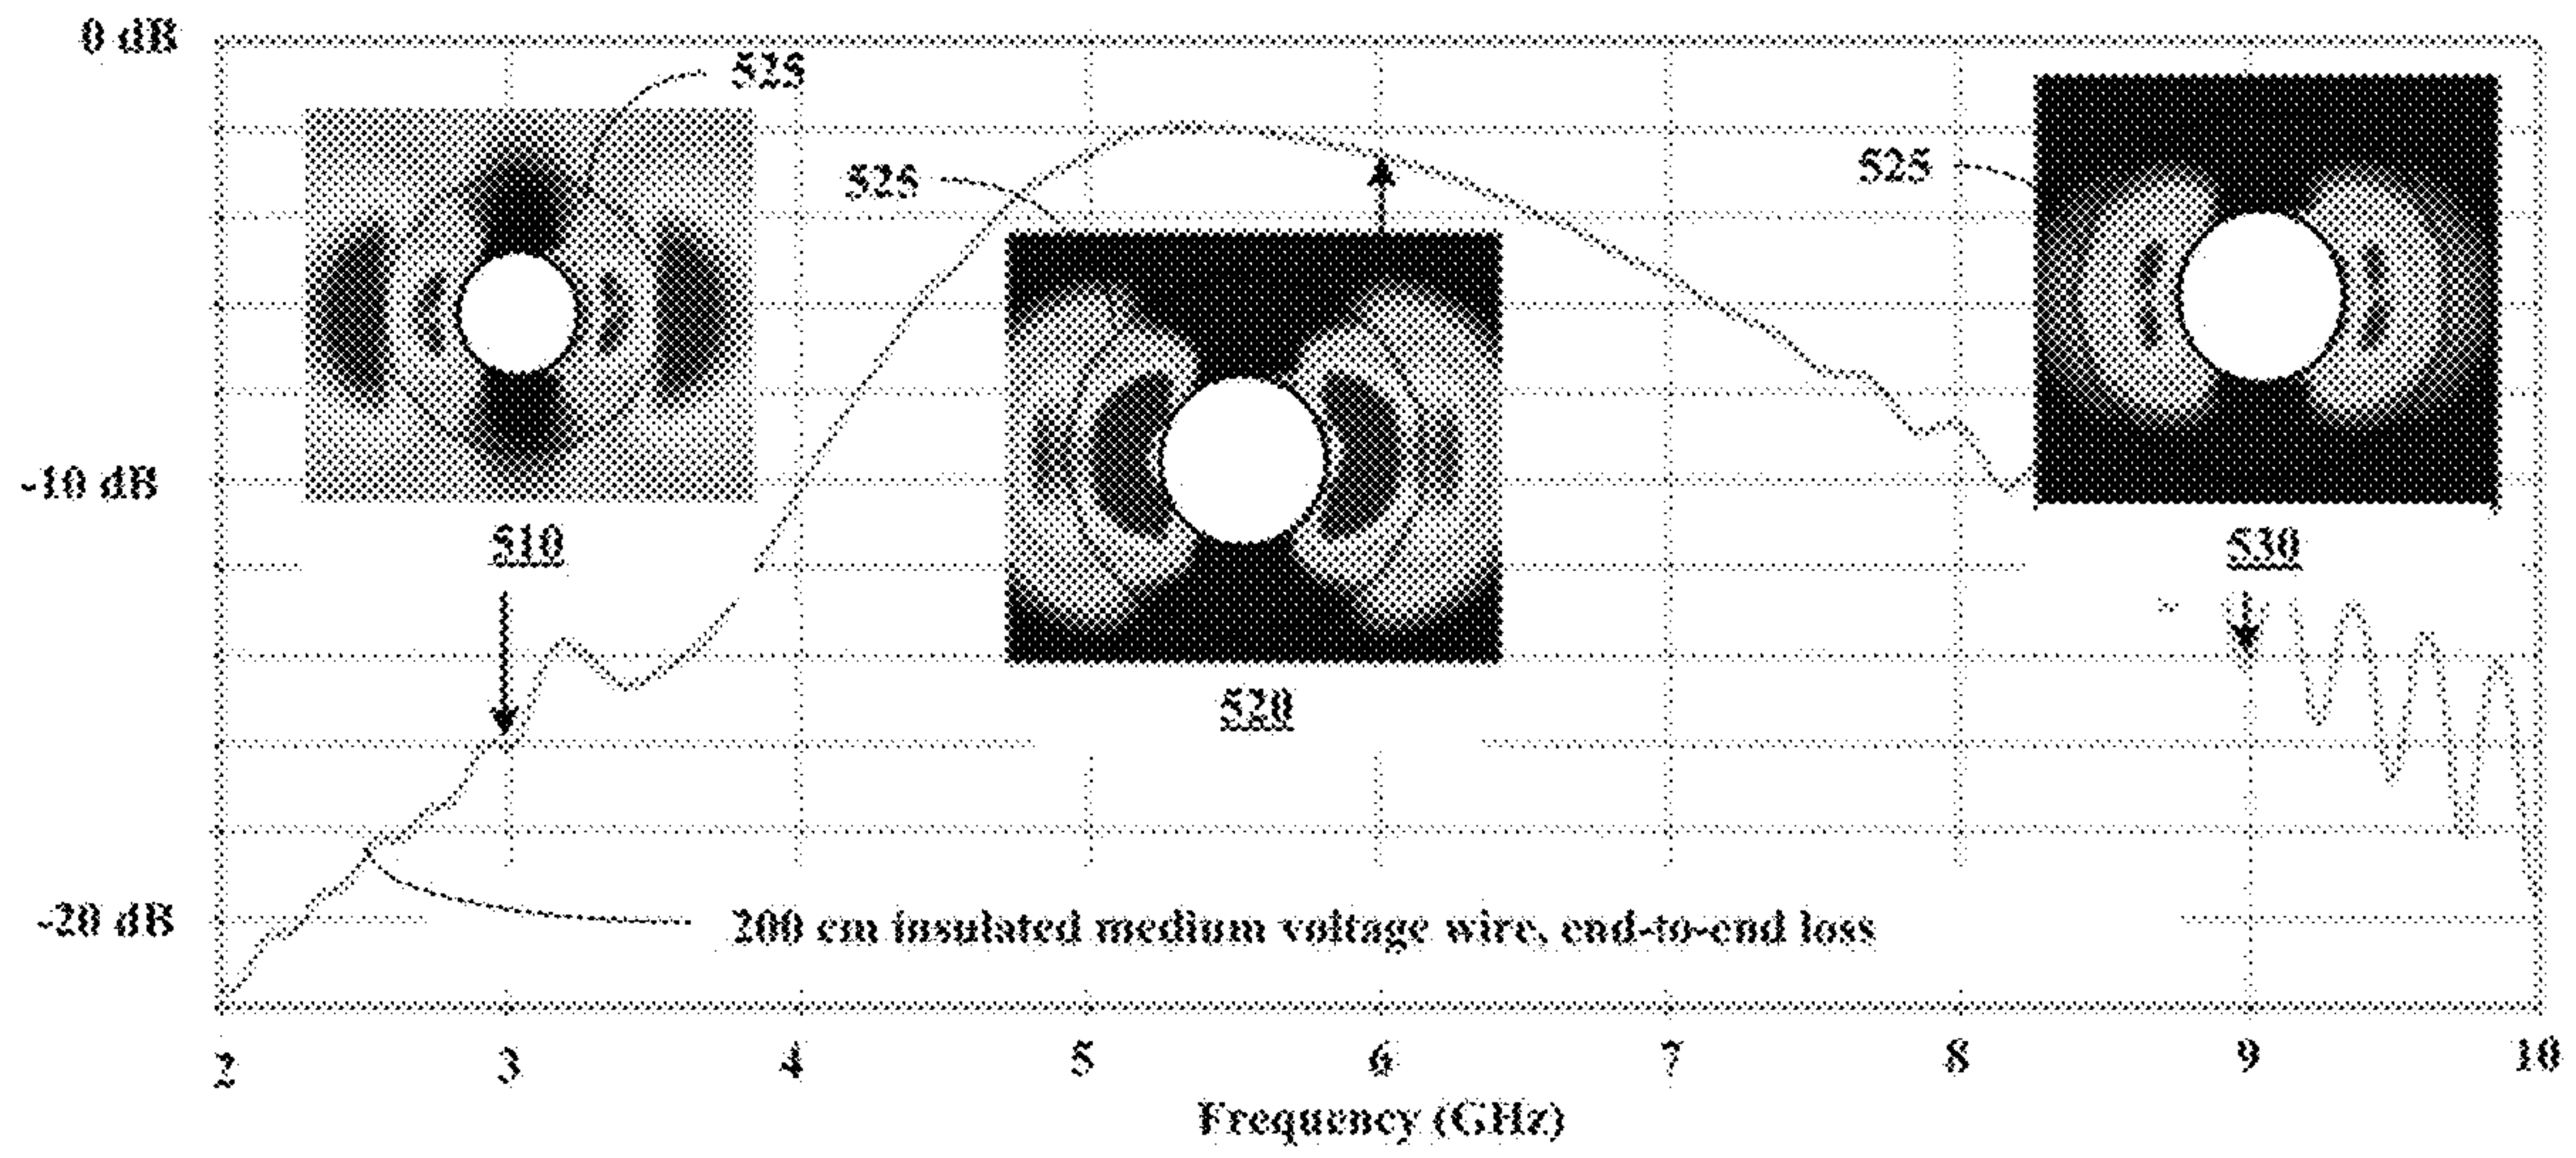 0 dB
525
525
525
-10 dB
510
530
520
-20 dB
200 cm insulated medium voltage wire, end-to-end loss
2 3 4 5 6 7 8 9 10
Frequency (GHz)